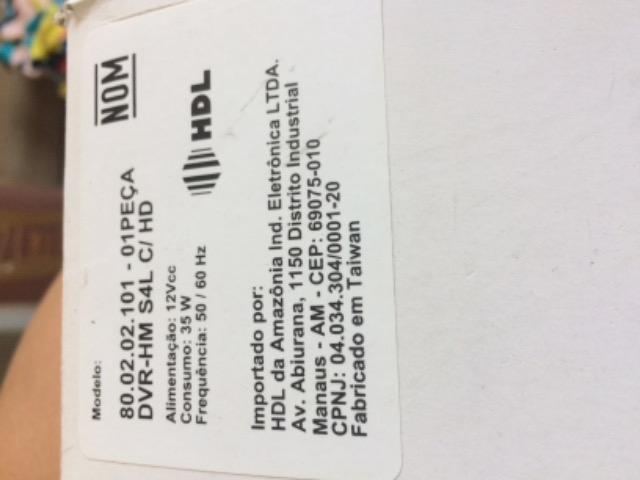 Modelo:
80.02.02.101 - 01PEÇA
DVR-HM S4L C/ HD
NOM
Alimentação: 12Vcc
Consumo: 35 W
Frequência: 50 / 60 Hz
HDL
Importado por:
HDL da Amazônia Ind. Eletrônica LTDA.
Av. Abiurana, 1150 Distrito Industrial
Manaus - AM - CEP: 69075-010
CPNJ: 04.034.304/0001-20
Fabricado em Taiwan